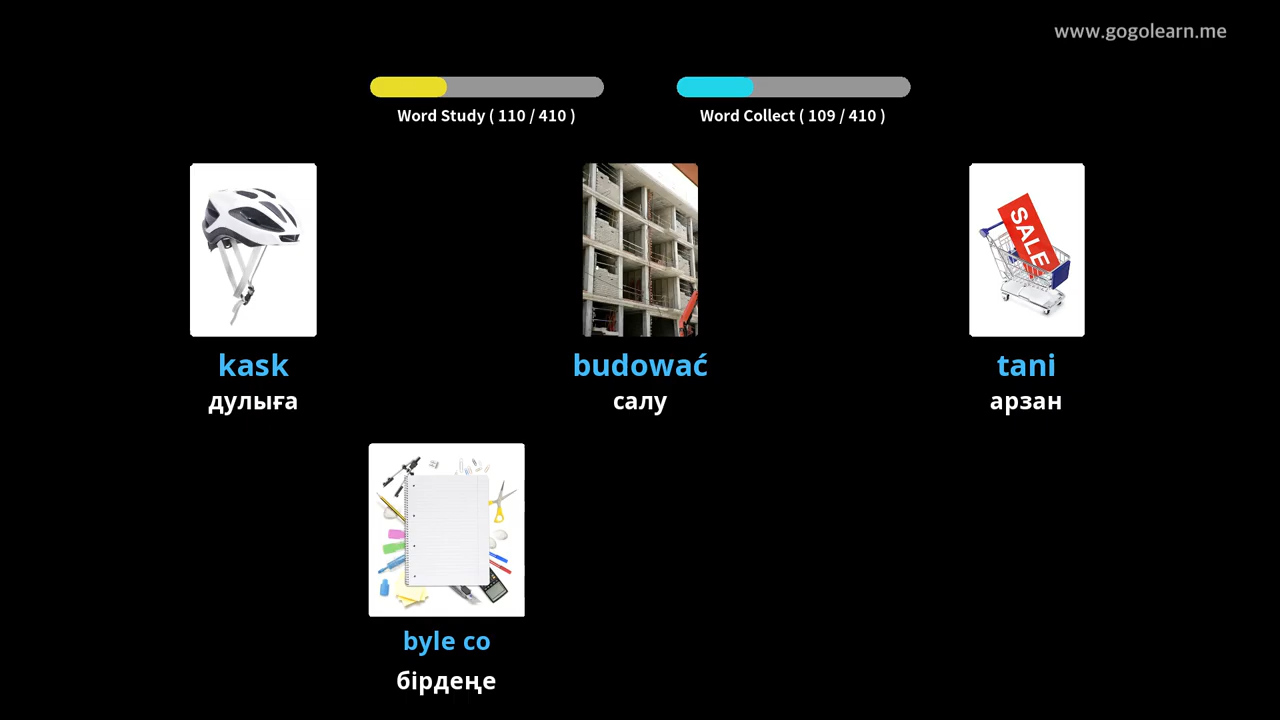 www.gogolearn.me
Word Study ( 110 / 410 )
Word Collect ( 109 / 410 )
SALE
kask
дулыға
budować
салу
tani
арзан
byle co
бірдеңе